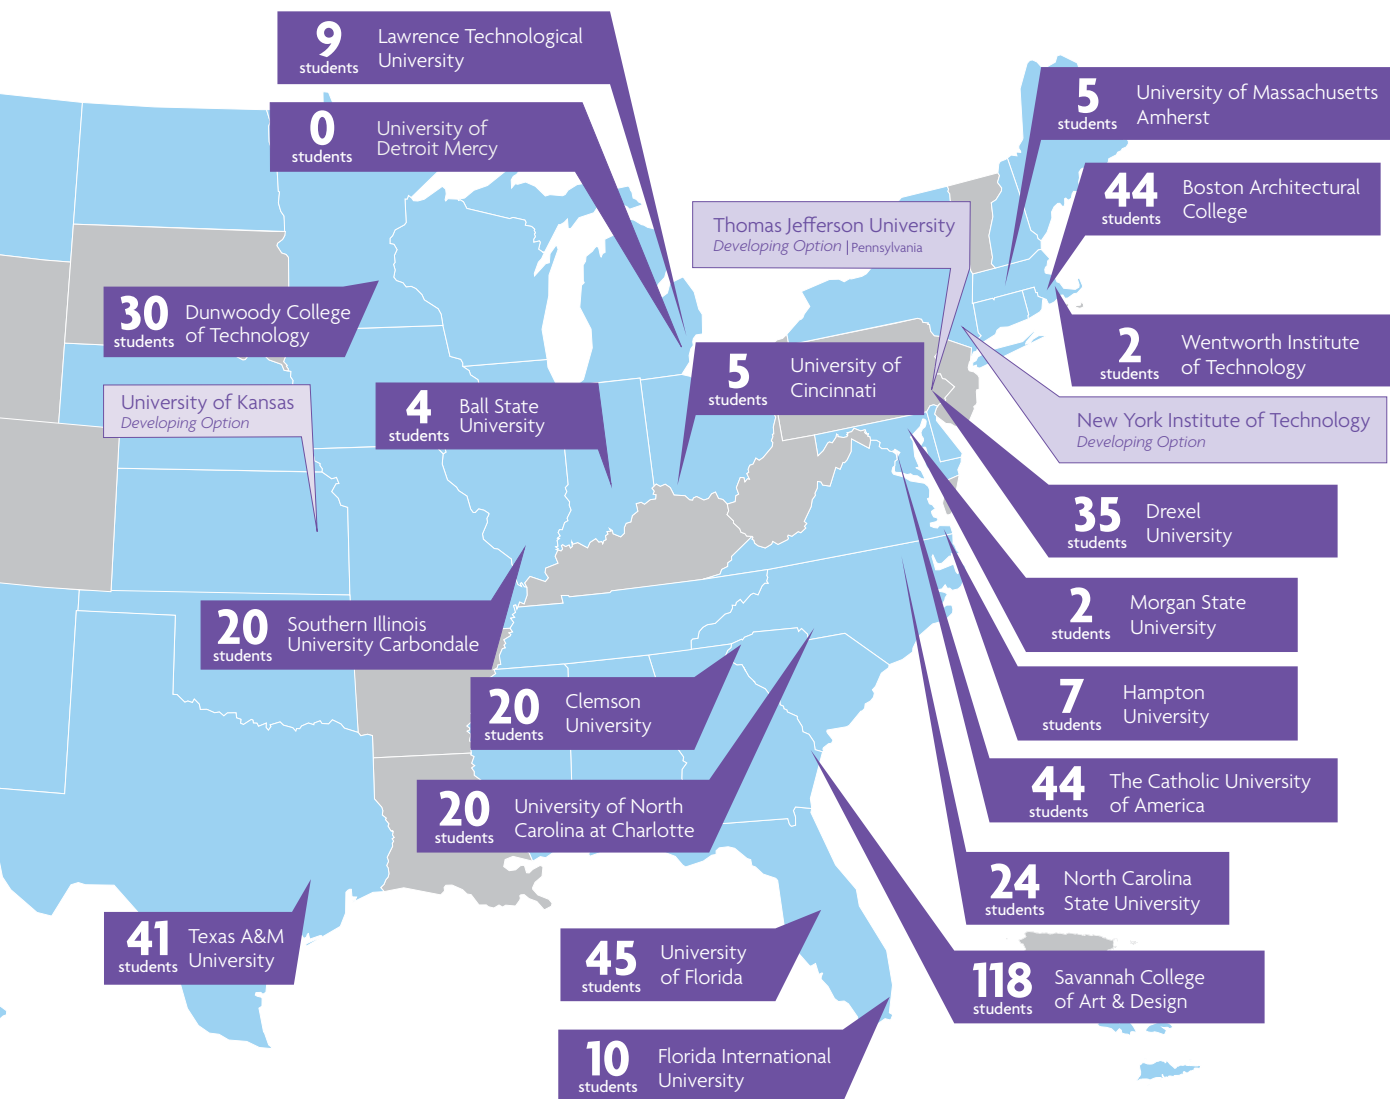 9
students
Lawrence Technological
University
0
students
University of
Detroit Mercy
5
students
University of Massachusetts
Amherst
44
students
Boston Architectural
College
Thomas Jefferson University
Developing Option | Pennsylvania
30
students
Dunwoody College
of Technology
2
students
Wentworth Institute
of Technology
5
students
University of
Cincinnati
University of Kansas
Developing Option
4
students
Ball State
University
New York Institute of Technology
Developing Option
35
students
Drexel
University
2
students
Morgan State
University
20
students
Southern Illinois
University Carbondale
7
students
Hampton
University
20
students
Clemson
University
44
students
The Catholic University
of America
20
students
University of North
Carolina at Charlotte
24
students
North Carolina
State University
41
students
Texas A&M
University
45
students
University
of Florida
118
students
Savannah College
of Art & Design
10
students
Florida International
University